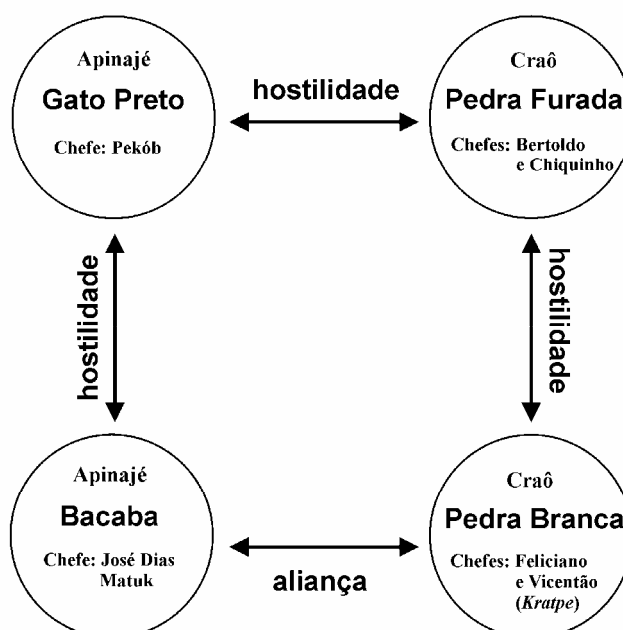 Apinajé
Gato Preto
Chefe: Pekób
hostilidade
Craô
Pedra Furada
Chefes: Bertoldo
e Chiquinho
hostilidade
hostilidade
Apinajé
Bacaba
Chefe: José Dias
Matuk
aliança
Craô
Pedra Branca
Chefes: Feliciano
e Vicentão
(Kratpe)